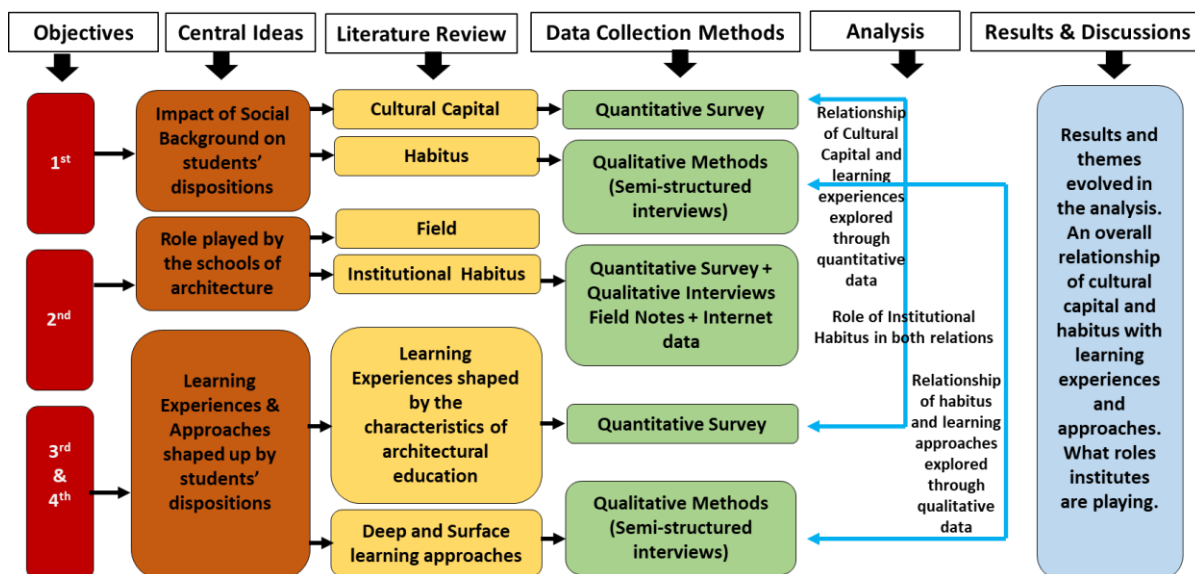 Objectives
Central Ideas
Literature Review
Data Collection Methods
Analysis
Results & Discussions
1st
2nd
3rd
&
4th
Impact of Social
Background on
students’
dispositions
Role played by
the schools of
architecture
Learning
Experiences &
Approaches
shaped up by
students’
dispositions
Cultural Capital
Habitus
Field
Institutional Habitus
Learning
Experiences shaped
by the
characteristics of
architectural
education
Deep and Surface
learning approaches
Quantitative Survey
Qualitative Methods
(Semi-structured
interviews)
Quantitative Survey +
Qualitative Interviews
Field Notes + Internet
data
Quantitative Survey
Qualitative Methods
(Semi-structured
interviews)
Relationship
of Cultural
Capital and
learning
experiences
explored
through
quantitative
data
Role of Institutional
Habitus in both relations
Relationship
of habitus
and learning
approaches
explored
through
qualitative
data
Results and
themes
evolved in
the analysis.
An overall
relationship
of cultural
capital and
habitus with
learning
experiences
and
approaches.
What roles
institutes
are playing.